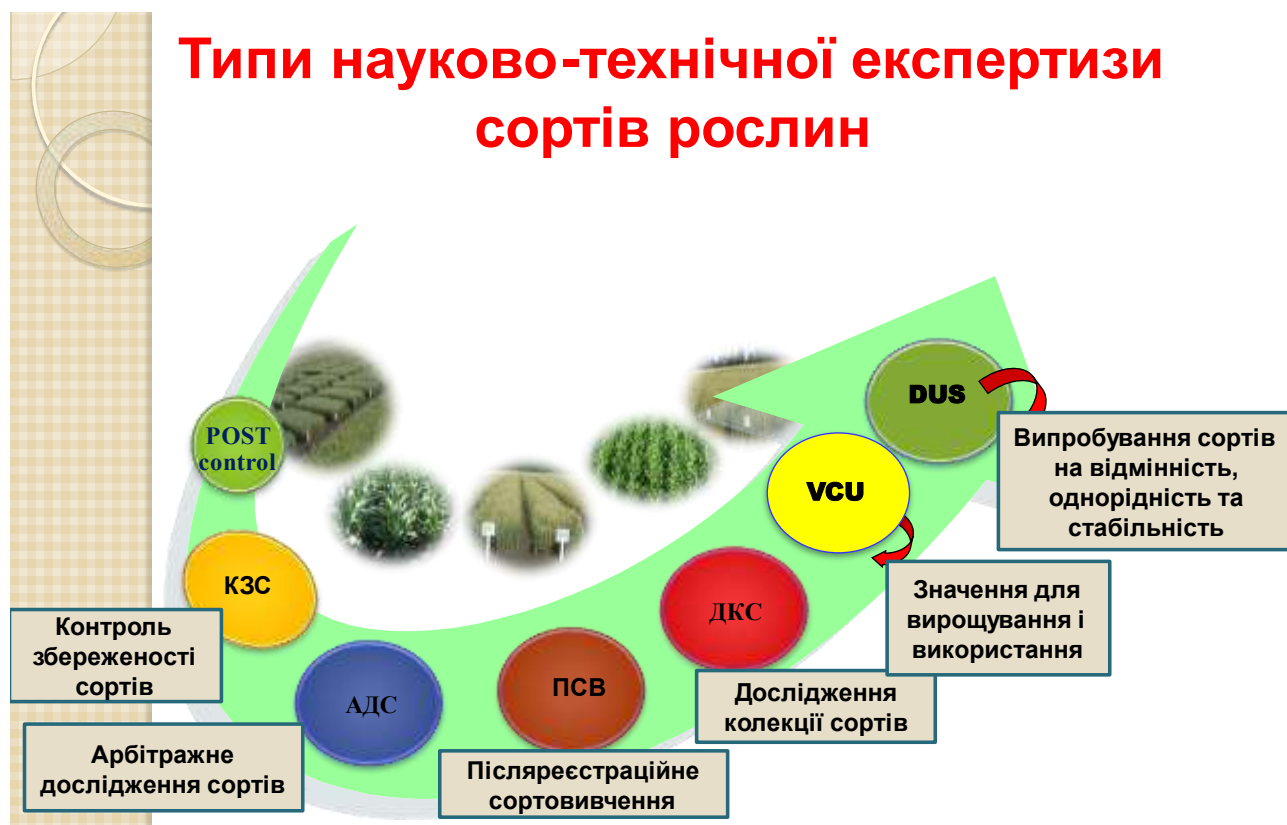 Типи науково-технічної експертизи
сортів рослин
POST
control
КЗС
Контроль
збереженості
сортів
АДС
Арбітражне
дослідження сортів
ПСВ
Післяреєстраційне
сортовивчення
ДКС
Дослідження
колекції сортів
VCU
Значення для
вирощування і
використання
DUS
Випробування сортів
на відмінність,
однорідність та
стабільність